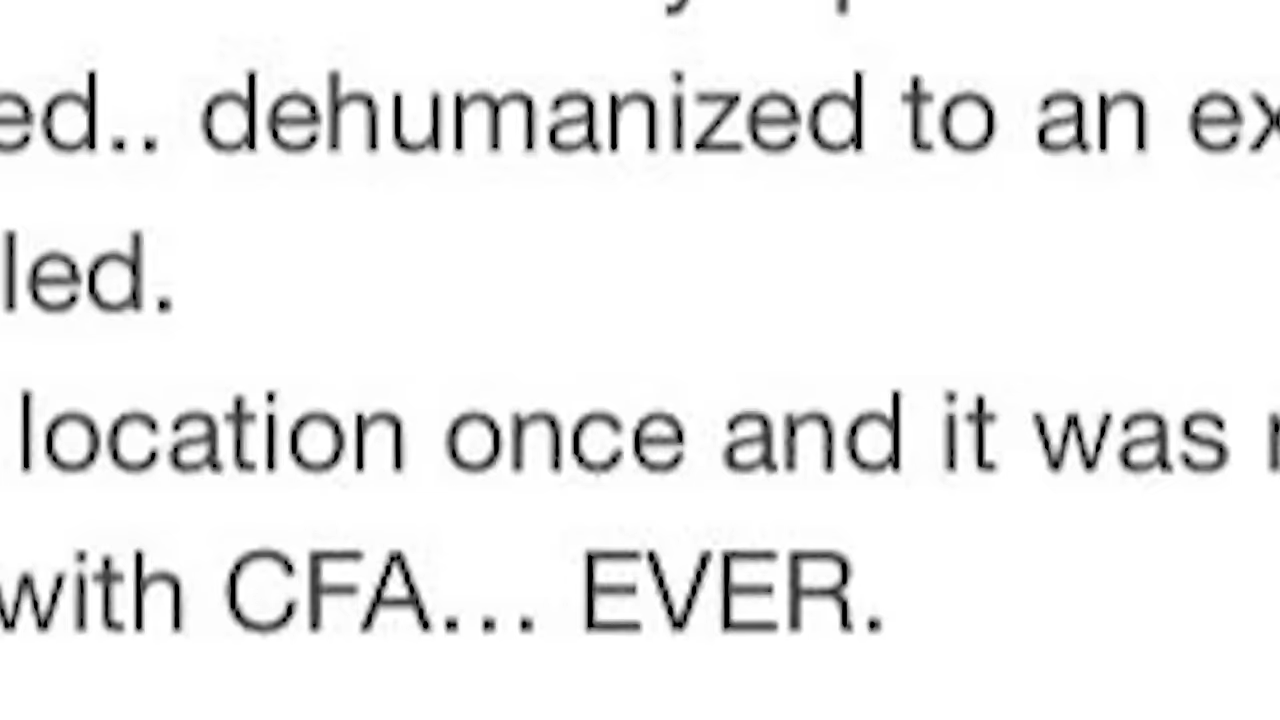 ed.. dehumanized to an ex
led.
location once and it was
with CFA... EVER.